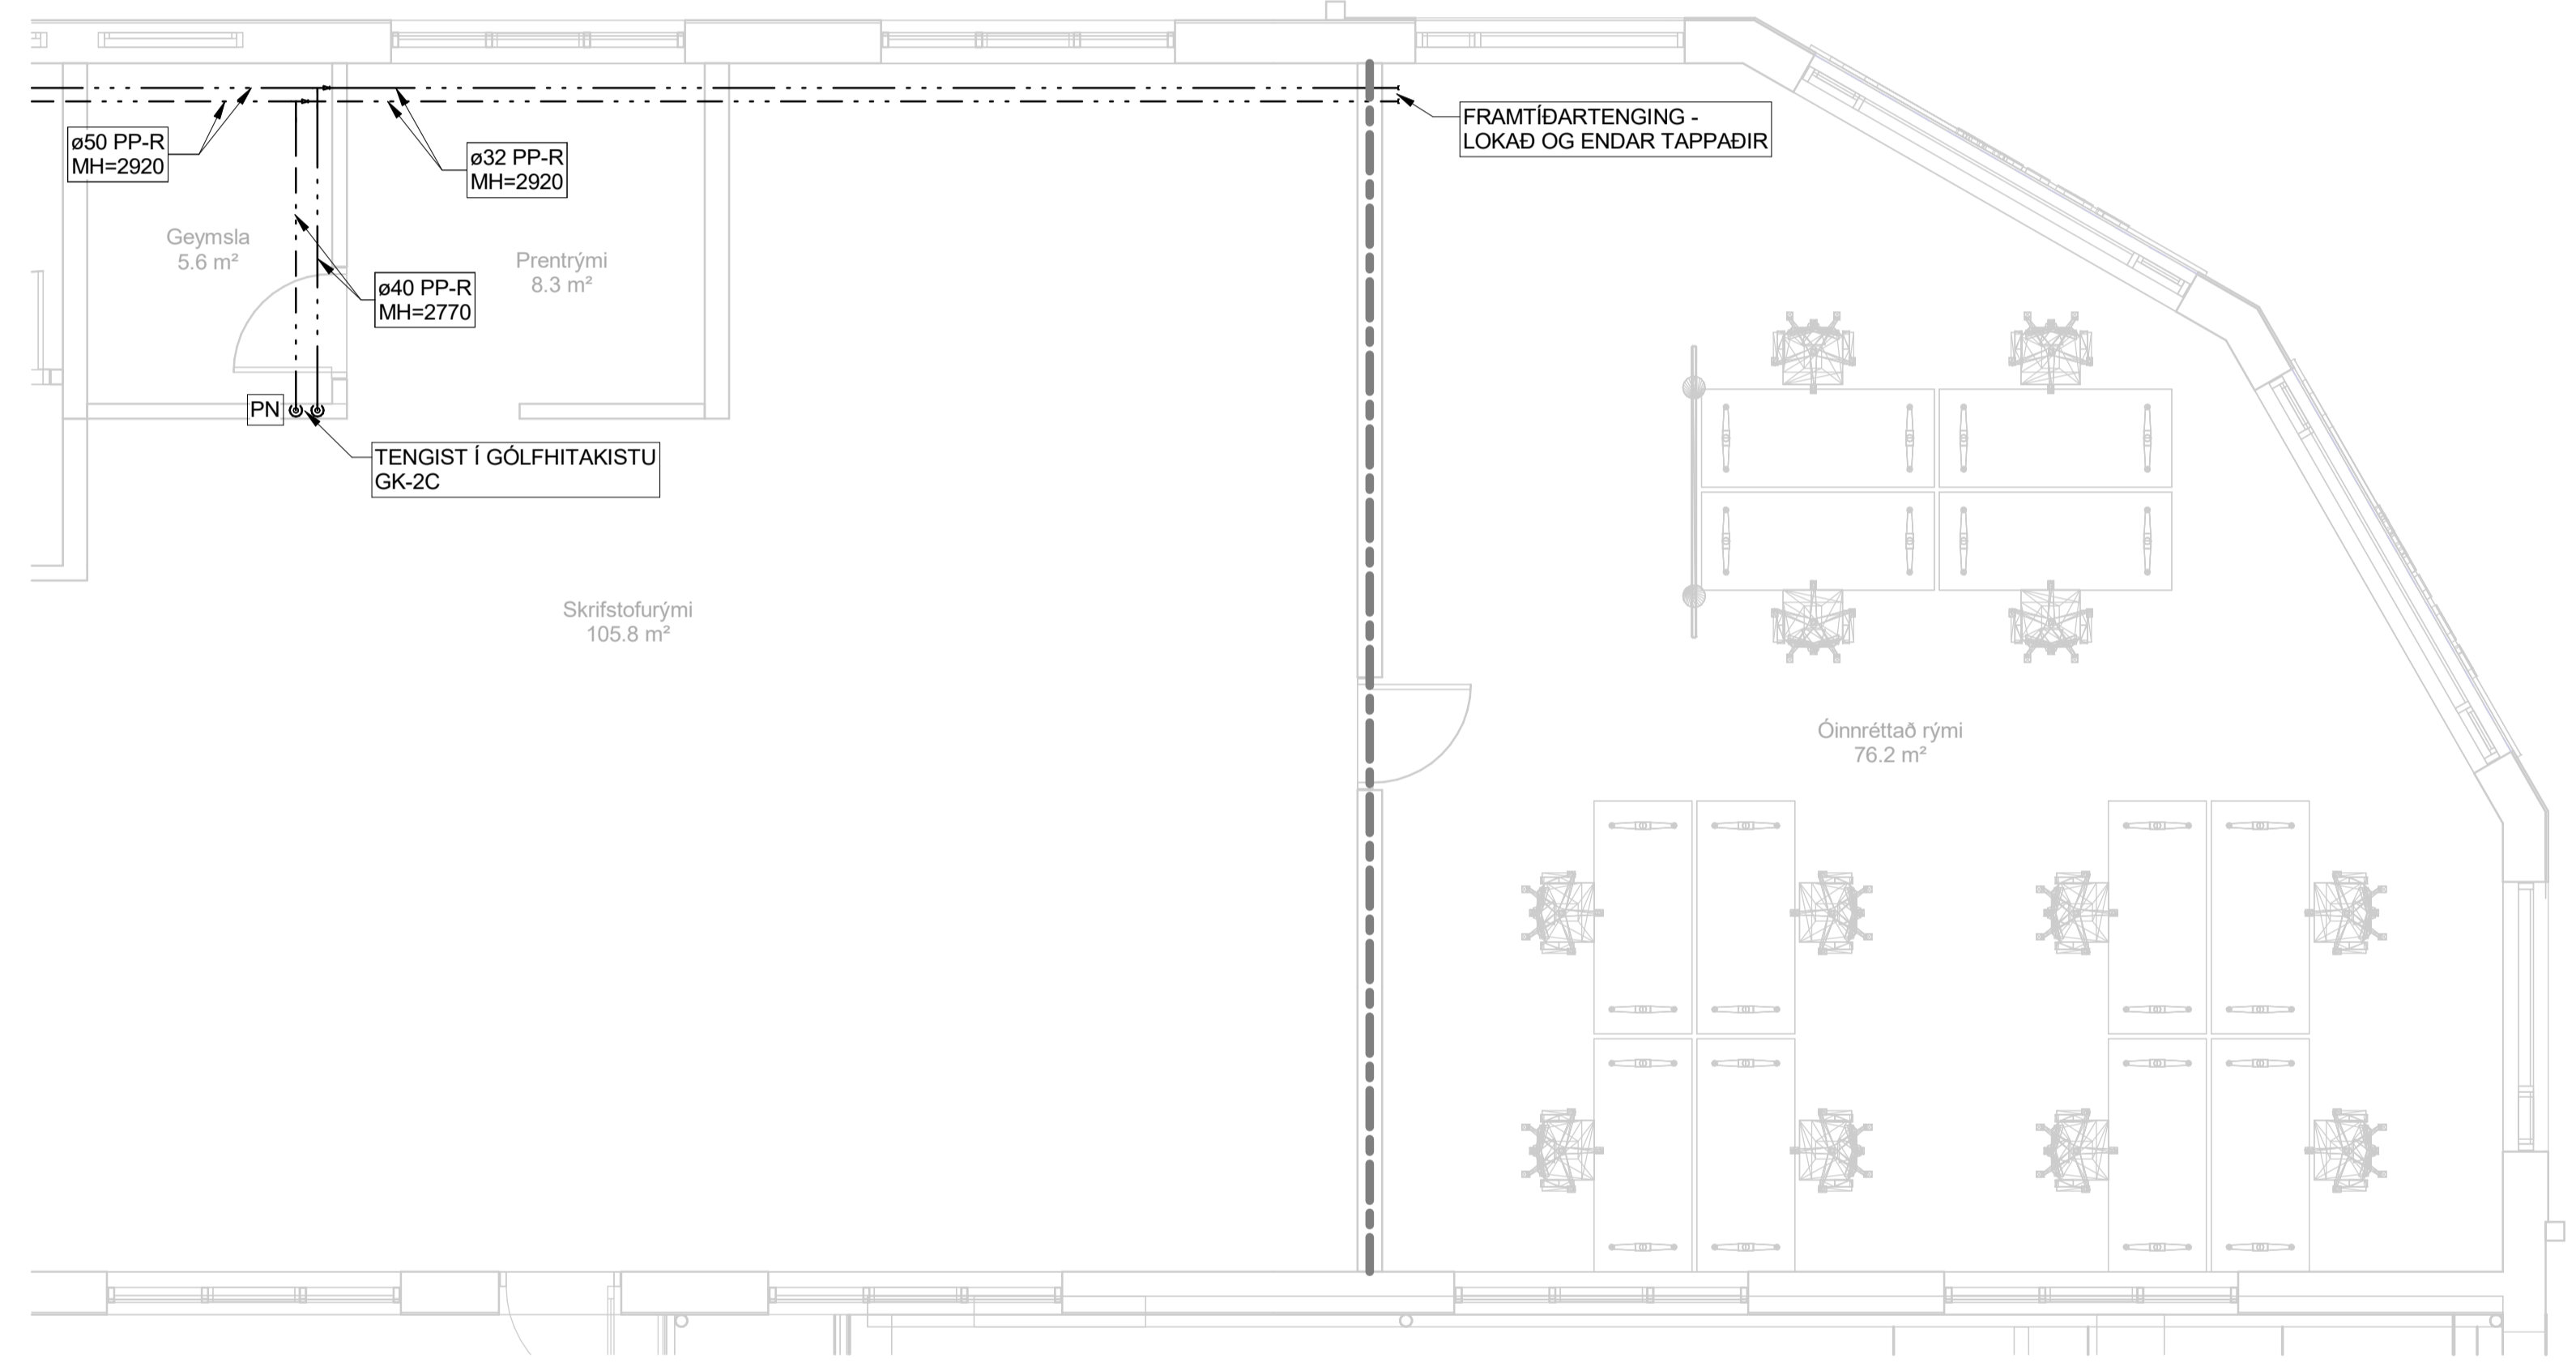 ø50 PP-R
MH=2920
ø32 PP-R
MH=2920
FRAMTÍÐARTENGING -
LOKAÐ OG ENDAR TAPPAÐIR
Geymsla
5.6 m²
Prentrými
8.3 m²
ø40 PP-R
MH=2770
PN
TENGIST Í GÓLFHITAKISTU
GK-2C
Skrifstofurými
105.8 m²
Óinnréttað rými
76.2 m²